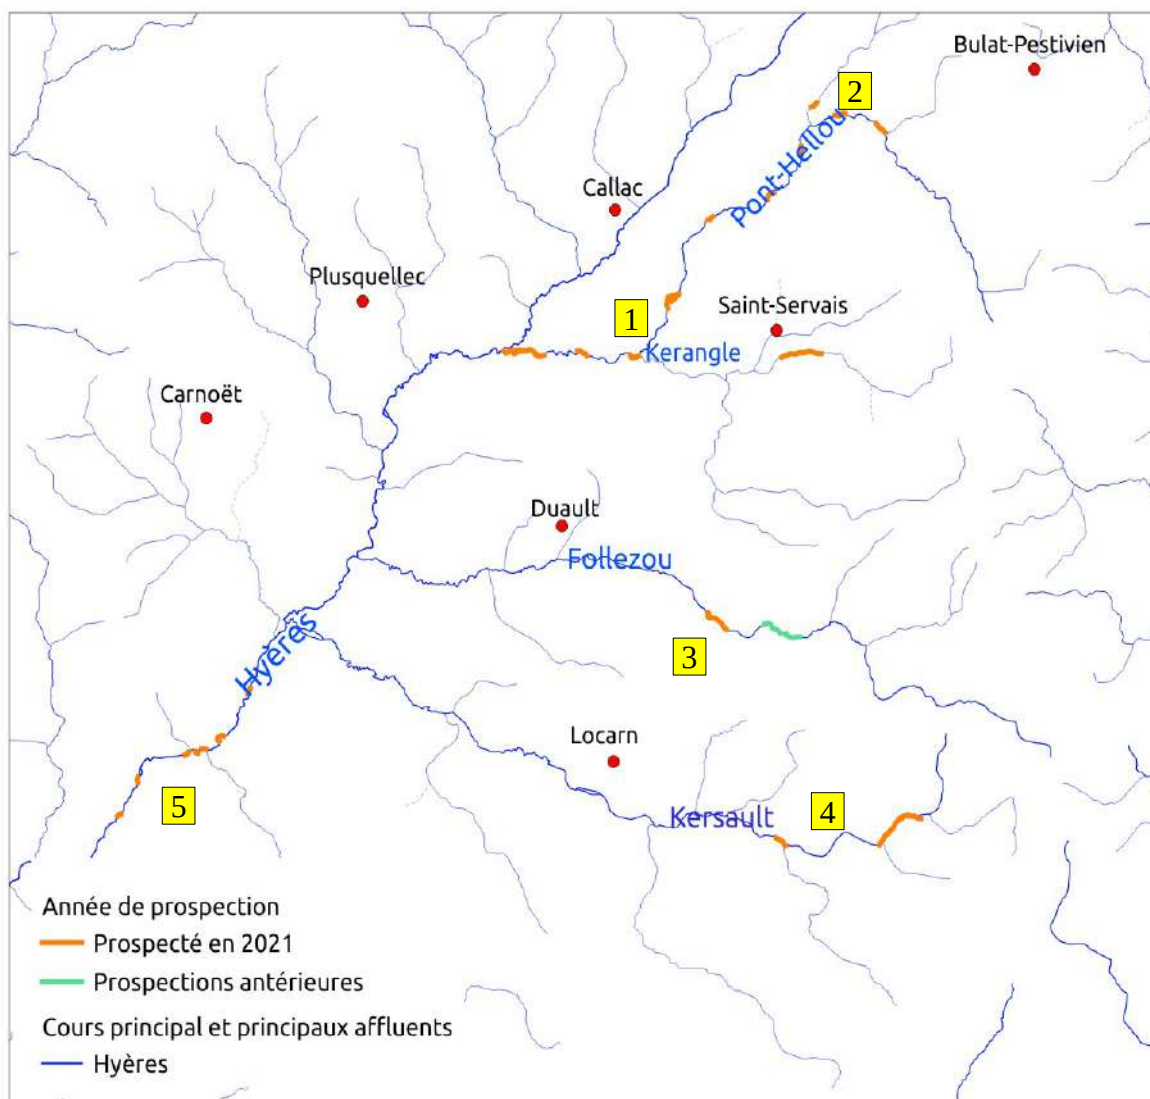 Bulat-Pestivien
2
Callac
Pont-Hellou
Plusquellec
Saint-Servais
1
Kerangle
Carnoët
Duault
Follezou
Hyères
3
Locarn
5
4
Kersault
Année de prospection
Prospecté en 2021
Prospections antérieures
Cours principal et principaux affluents
Hyères